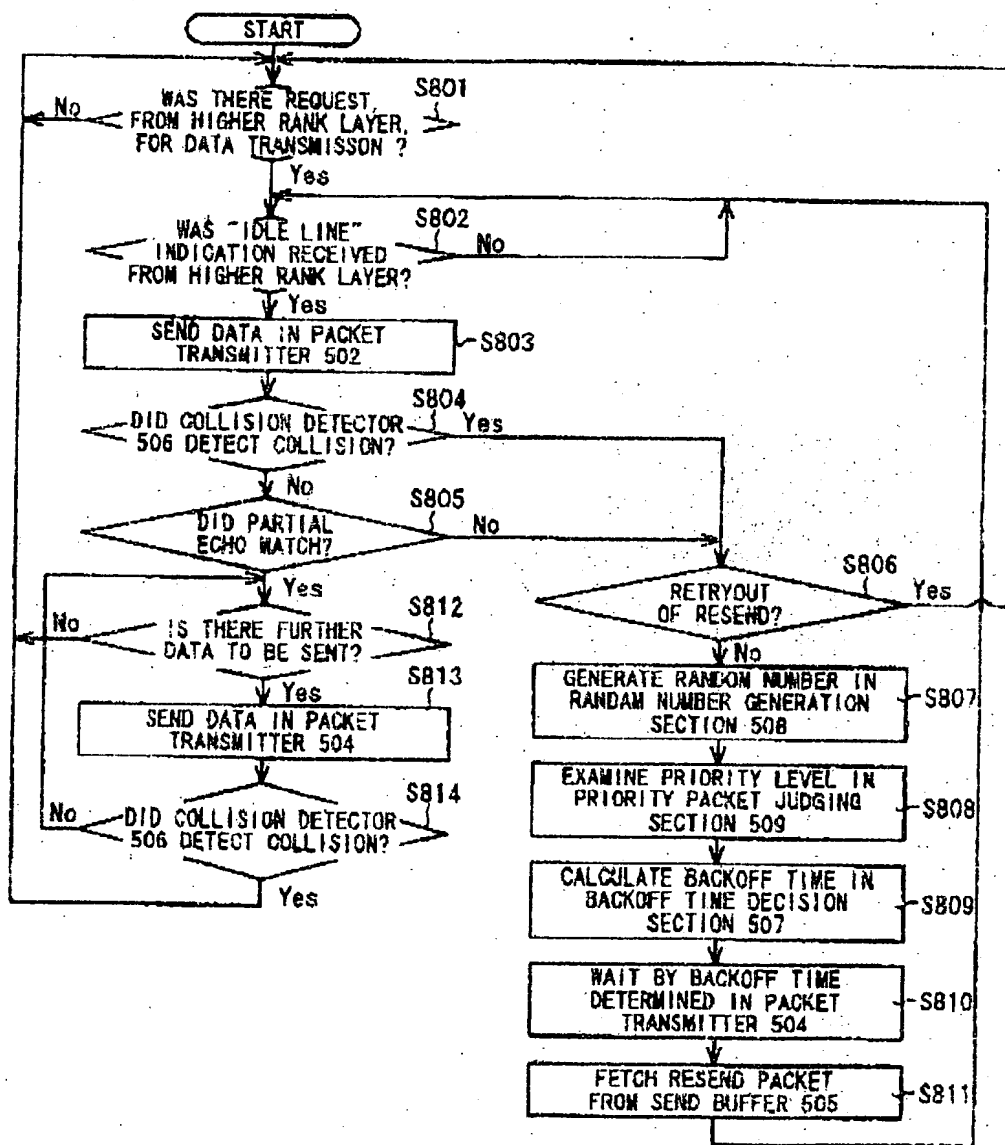 START
S801
WAS THERE REQUEST,
No
FROM HIGHER RANK LAYER,
FOR DATA TRANSMISSON ?
Yes
S802
WAS "IDLE LINE"
INDICATION RECEIVED
No
FROM HIGHER RANK LAYER?
Yes
SEND DATA IN PACKET
TRANSMITTER 502
S803
S804
DID COLLISION DETECTOR
Yes
506 DETECT COLLISION?
No
S805
DID PARTIAL
No
ECHO MATCH?
Yes
S806
RETRYOUT
OF RESEND?
Yes
No
S812
No
IS THERE FURTHER
DATA TO BE SENT?
Yes
S813
SEND DATA IN PACKET
TRANSMITTER 504
S814
No
DID COLLISION DETECTOR
506 DETECT COLLISION?
Yes
GENERATE RANDOM NUMBER IN
RANDAM NUMBER GENERATION
SECTION 508
S807
EXAMINE PRIORITY LEVEL IN
PRIORITY PACKET JUDGING
SECTION 509
S808
CALCULATE BACKOFF TIME IN
BACKOFF TIME DECISION
SECTION 507
S809
WAIT BY BACKOFF TIME
DETERMINED IN PACKET
TRANSMITTER 504
S810
FETCH RESEND PACKET
FROM SEND BUFFER 505
S811